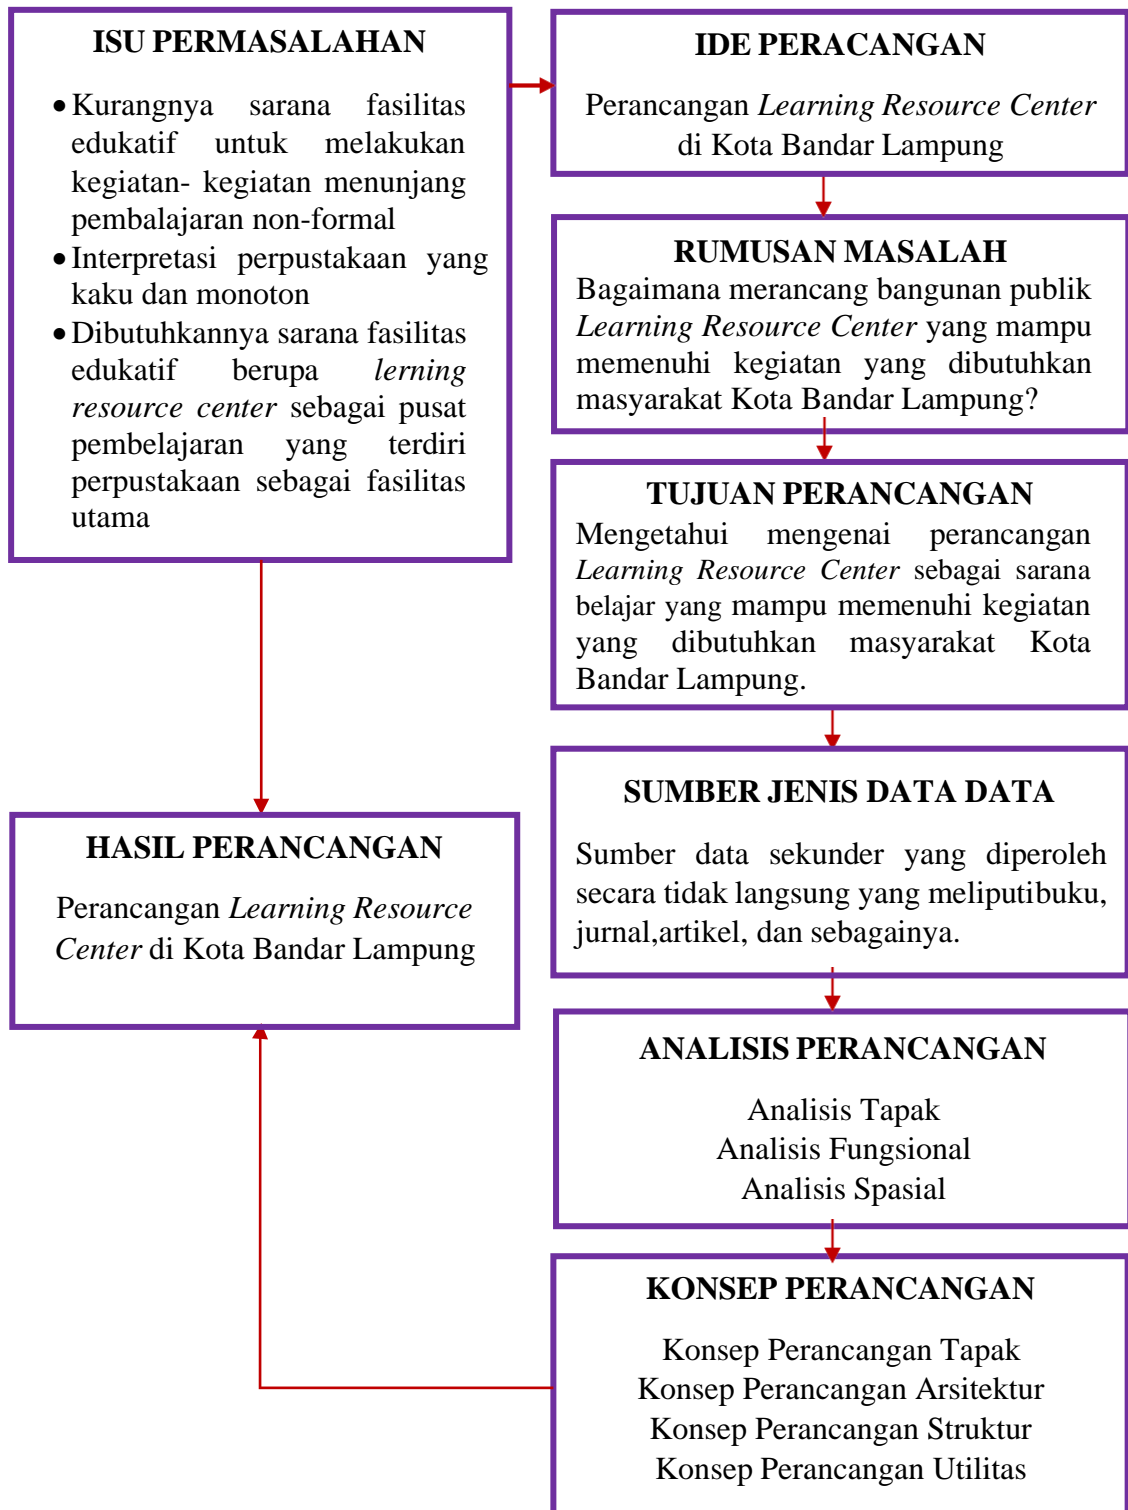 ISU PERMASALAHAN
• Kurangnya sarana fasilitas
edukatif untuk melakukan
kegiatan- kegiatan menunjang
pembalajaran non-formal
• Interpretasi perpustakaan yang
kaku dan monoton
• Dibutuhkannya sarana fasilitas
edukatif berupa lerning
resource center sebagai pusat
pembelajaran yang terdiri
perpustakaan sebagai fasilitas
utama
IDE PERACANGAN
Perancangan Learning Resource Center
di Kota Bandar Lampung
RUMUSAN MASALAH
Bagaimana merancang bangunan publik
Learning Resource Center yang mampu
memenuhi kegiatan yang dibutuhkan
masyarakat Kota Bandar Lampung?
TUJUAN PERANCANGAN
Mengetahui mengenai perancangan
Learning Resource Center sebagai sarana
belajar yang mampu memenuhi kegiatan
yang dibutuhkan masyarakat Kota
Bandar Lampung.
SUMBER JENIS DATA DATA
Sumber data sekunder yang diperoleh
secara tidak langsung yang meliputibuku,
jurnal,artikel, dan sebagainya.
ANALISIS PERANCANGAN
Analisis Tapak
Analisis Fungsional
Analisis Spasial
KONSEP PERANCANGAN
Konsep Perancangan Tapak
Konsep Perancangan Arsitektur
Konsep Perancangan Struktur
Konsep Perancangan Utilitas
HASIL PERANCANGAN
Perancangan Learning Resource
Center di Kota Bandar Lampung